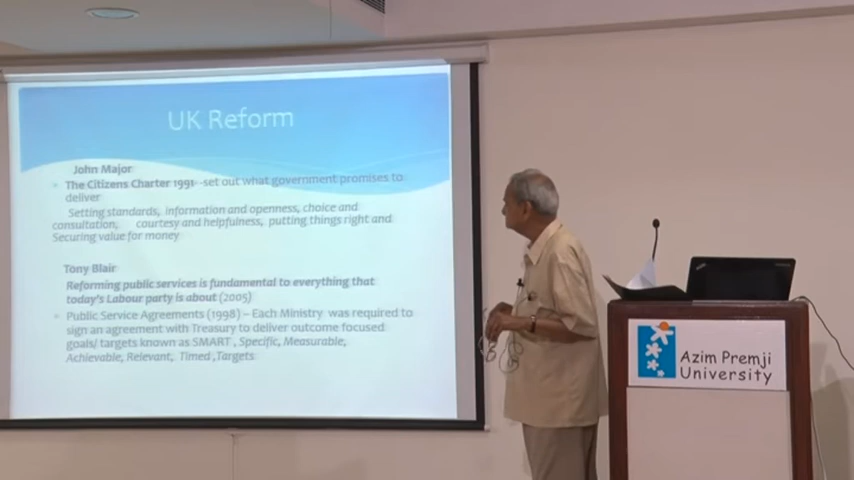 UK Reform
John Major
The Citizens Charter 1991--set out what government promises to
deliver
Setting standards, information and openness, choice and
consultation, courtesy and helpfulness, putting things right and
Securing value for money
Tony Blair
Reforming public services is fundamental to everything that
today's Labour party is about (2005)
Public Service Agreements (1998) – Each Ministry was required to
sign an agreement with Treasury to deliver outcome focused
goals/ targets known as SMART , Specific, Measurable,
Achievable, Relevant, Timed ,Targets
Azim Premji
University